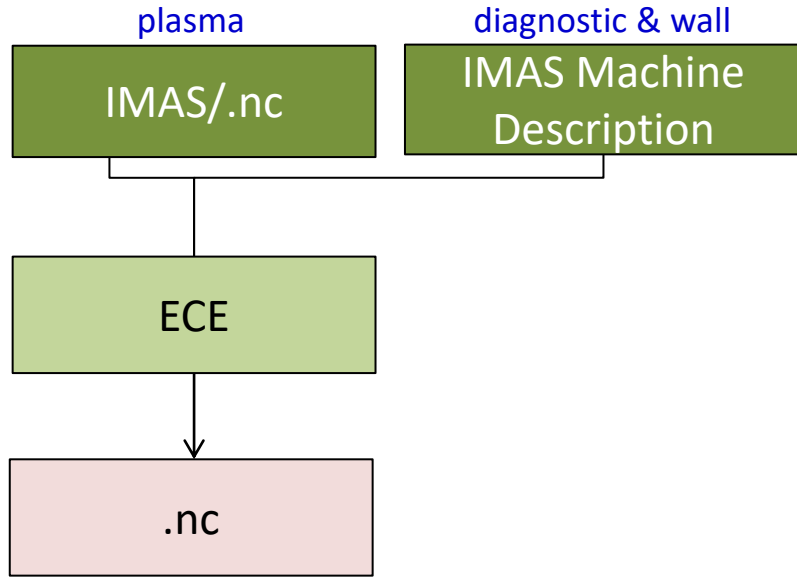 plasma
diagnostic & wall
IMAS/.nc
IMAS Machine
Description
ECE
.nc